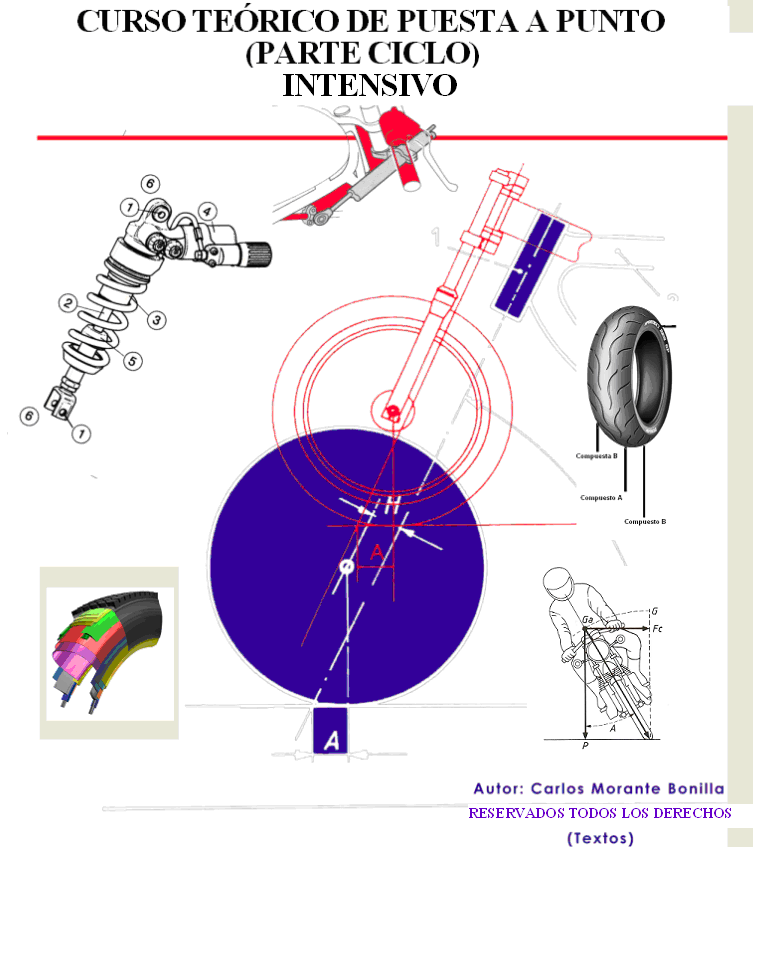 CURSO TEÓRICO DE PUESTA A PUNTO
(PARTE CICLO)
INTENSIVO
6
1
4
2
3
5
6
1
1
Compuesta B
Compuesto A
Compuesto B
A
G
Ga
Fc
A
P
A
Autor: Carlos Morante Bonilla
RESERVADOS TODOS LOS DERECHOS
(Textos)